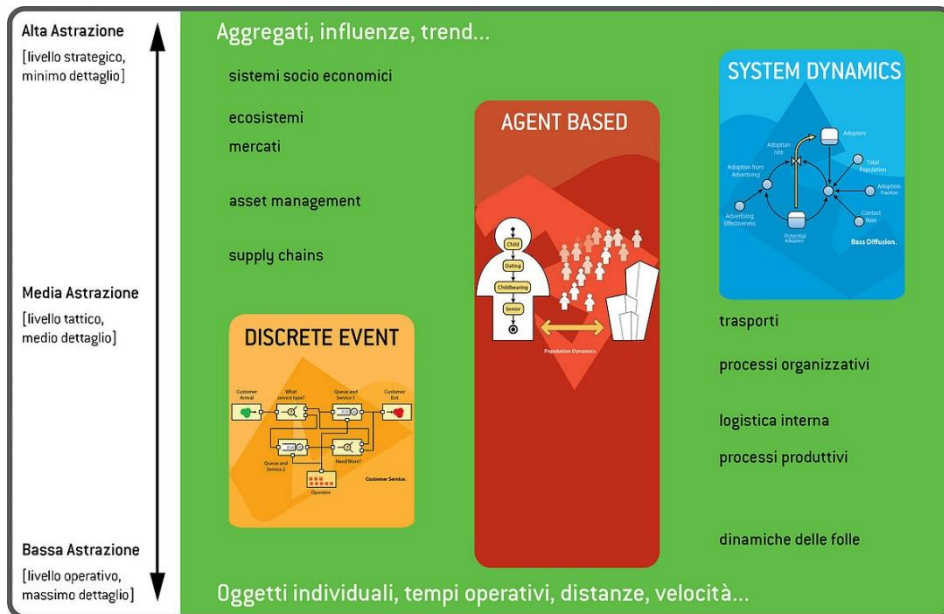 Alta Astrazione
[livello strategico,
minimo dettaglio]
Media Astrazione
[livello tattico,
medio dettaglio]
Bassa Astrazione
[livello operativo,
massimo dettaglio]
Aggregati, influenze, trend...
sistemi socio economici
ecosistemi
mercati
asset management
supply chains
DISCRETE EVENT
Customer
Arrival
What
service type?
Queue and
Service 1
Customer
Exit
Queue and
Service 2
Need More?
Operator
Customer Service.
AGENT BASED
Child
Dating
Childbearing
Senior
Population Dynamics
SYSTEM DYNAMICS
Adopters
Adoption
rate
Adoption from
Advertising
Total
Population
Adoption
Fraction
Advertising
Effectiveness
Contact
Rate
Potential
Adopters
Bass Diffusion.
trasporti
processi organizzativi
logistica interna
processi produttivi
dinamiche delle folle
Oggetti individuali, tempi operativi, distanze, velocità...